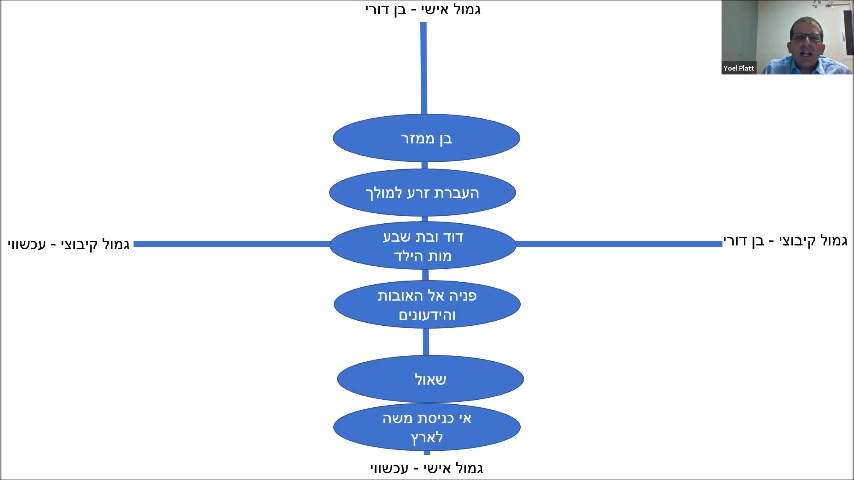 גמול אישי - בן דורי
Yoel Platt
בן ממזר
העברת זרע למולך
דוד ובת שבע
מות הילד
גמול קיבוצי - בן דורי
גמול קיבוצי - עכשווי
פניה אל האובות
והידעונים
שאול
אי כניסת משה
לארץ
גמול אישי - עכשווי